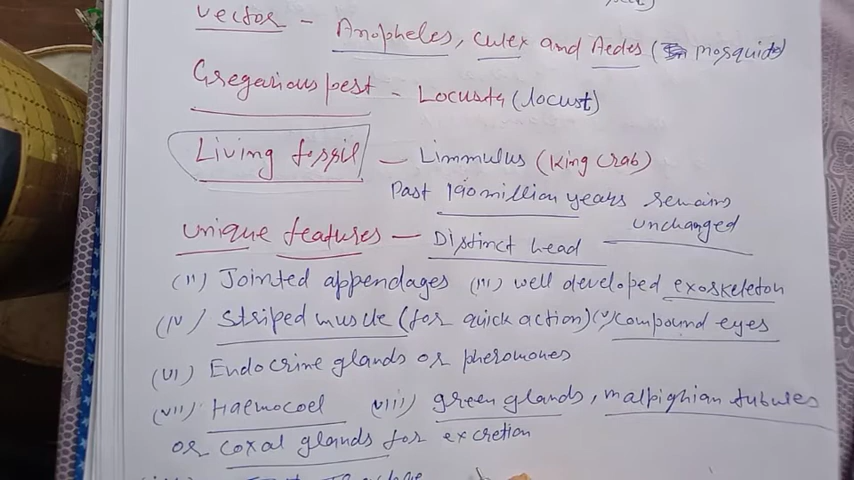 vector - Anopheles, culex and Aedes ( mosquito)
Gregarious pest - Locusta (locust)
Living fossil - Limmulus (King Crab)
Past 190 million years remains
unchanged
unique features - Distinct head
(ii) Jointed appendages (iii) well developed exoskeleton
(iv) Striped muscle (for quick action) (v) compound eyes
(vi) Endocrine glands or pheromones
(vii) Haemocoel (viii) green glands, malpighian tubules
or coxal glands for excretion